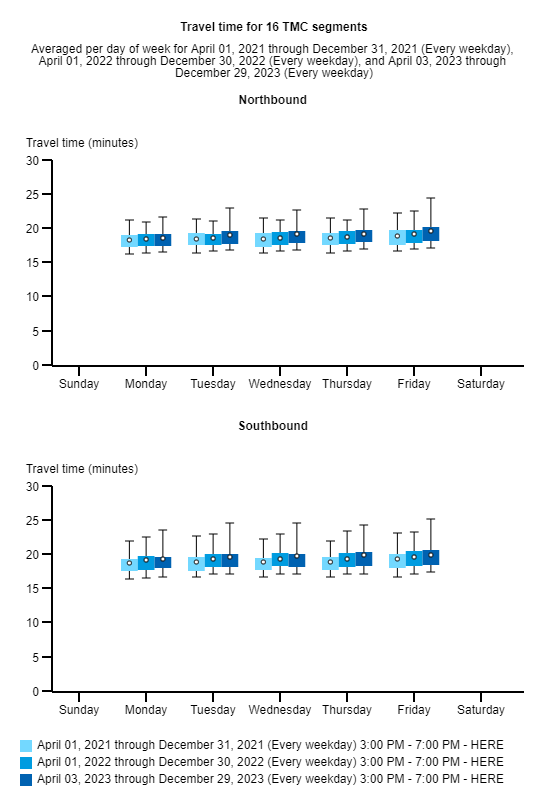 Travel time for 16 TMC segments
Averaged per day of week for April 01, 2021 through December 31, 2021 (Every weekday),
April 01, 2022 through December 30, 2022 (Every weekday), and April 03, 2023 through
December 29, 2023 (Every weekday)
Northbound
Travel time (minutes)
30
25
20
15
10
5
0
Sunday Monday Tuesday Wednesday Thursday Friday Saturday
Southbound
Travel time (minutes)
30
25
20
15
10
5
0
Sunday Monday Tuesday Wednesday Thursday Friday Saturday
April 01, 2021 through December 31, 2021 (Every weekday) 3:00 PM - 7:00 PM - HERE
April 01, 2022 through December 30, 2022 (Every weekday) 3:00 PM - 7:00 PM - HERE
April 03, 2023 through December 29, 2023 (Every weekday) 3:00 PM - 7:00 PM - HERE